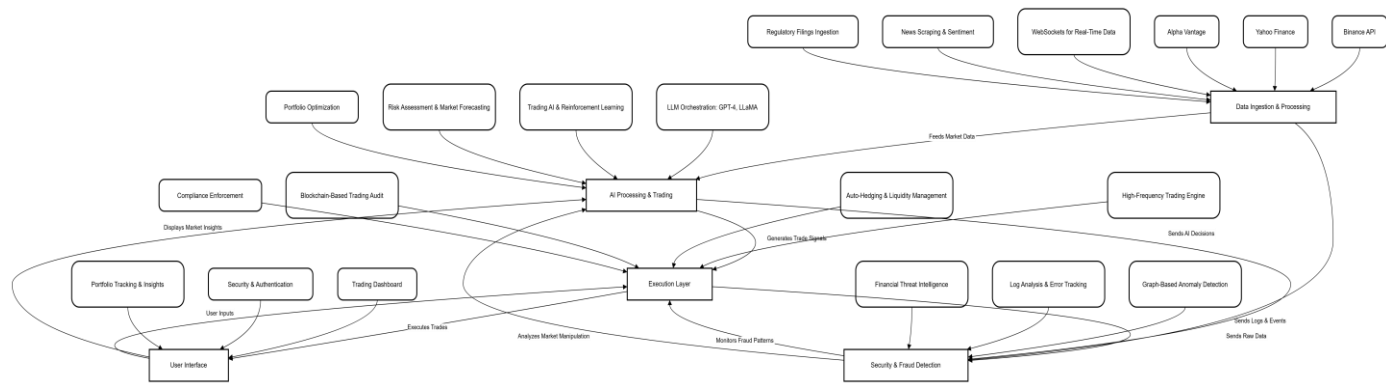 Regulatory Filings Ingestion
News Scraping & Sentiment
WebSockets for Real-Time Data
Alpha Vantage
Yahoo Finance
Binance API
Portfolio Optimization
Risk Assessment & Market Forecasting
Trading AI & Reinforcement Learning
LLM Orchestration: GPT-4, LLaMA
Data Ingestion & Processing
Feeds Market Data
Compliance Enforcement
Blockchain-Based Trading Audit
AI Processing & Trading
Auto-Hedging & Liquidity Management
High-Frequency Trading Engine
Displays Market Insights
Generates Trade Signals
Sends AI Decisions
Portfolio Tracking & Insights
Security & Authentication
Trading Dashboard
Execution Layer
Financial Threat Intelligence
Log Analysis & Error Tracking
Graph-Based Anomaly Detection
User Inputs
Executes Trades
Analyzes Market Manipulation
Monitors Fraud Patterns
Sends Logs & Events
Sends Raw Data
User Interface
Security & Fraud Detection